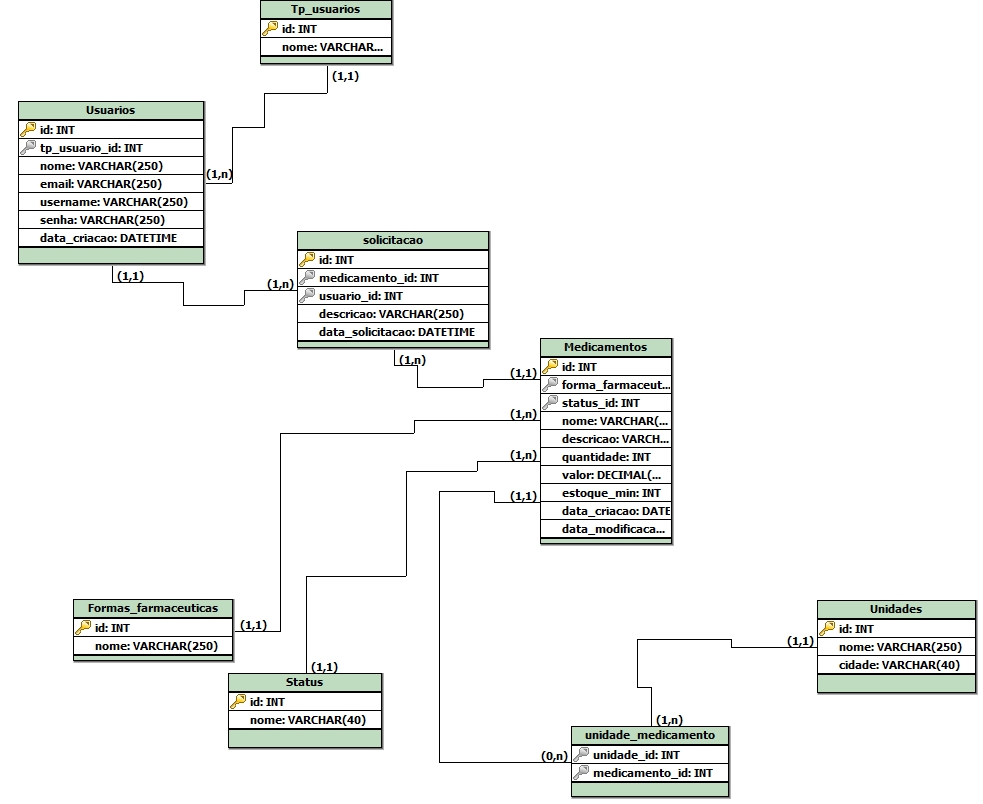 Tp_usuarios
id: INT
nome: VARCHAR...
(1,1)
Usuarios
id: INT
tp_usuario_id: INT
nome: VARCHAR(250)
email: VARCHAR(250)
username: VARCHAR(250)
senha: VARCHAR(250)
data_criacao: DATETIME
(1,n)
(1,1)
(1,n)
solicitacao
id: INT
medicamento_id: INT
usuario_id: INT
descricao: VARCHAR(250)
data_solicitacao: DATETIME
(1,n)
(1,1)
(1,n)
(1,n)
(1,1)
Medicamentos
id: INT
forma_farmaceut...
status_id: INT
nome: VARCHAR(...
descricao: VARCH...
quantidade: INT
valor: DECIMAL(...
estoque_min: INT
data_criacao: DATE
data_modificaca...
Formas_farmaceuticas
id: INT
nome: VARCHAR(250)
(1,1)
(1,1)
Status
id: INT
nome: VARCHAR(40)
Unidades
id: INT
nome: VARCHAR(250)
cidade: VARCHAR(40)
(1,1)
(1,n)
(0,n)
unidade_medicamento
unidade_id: INT
medicamento_id: INT